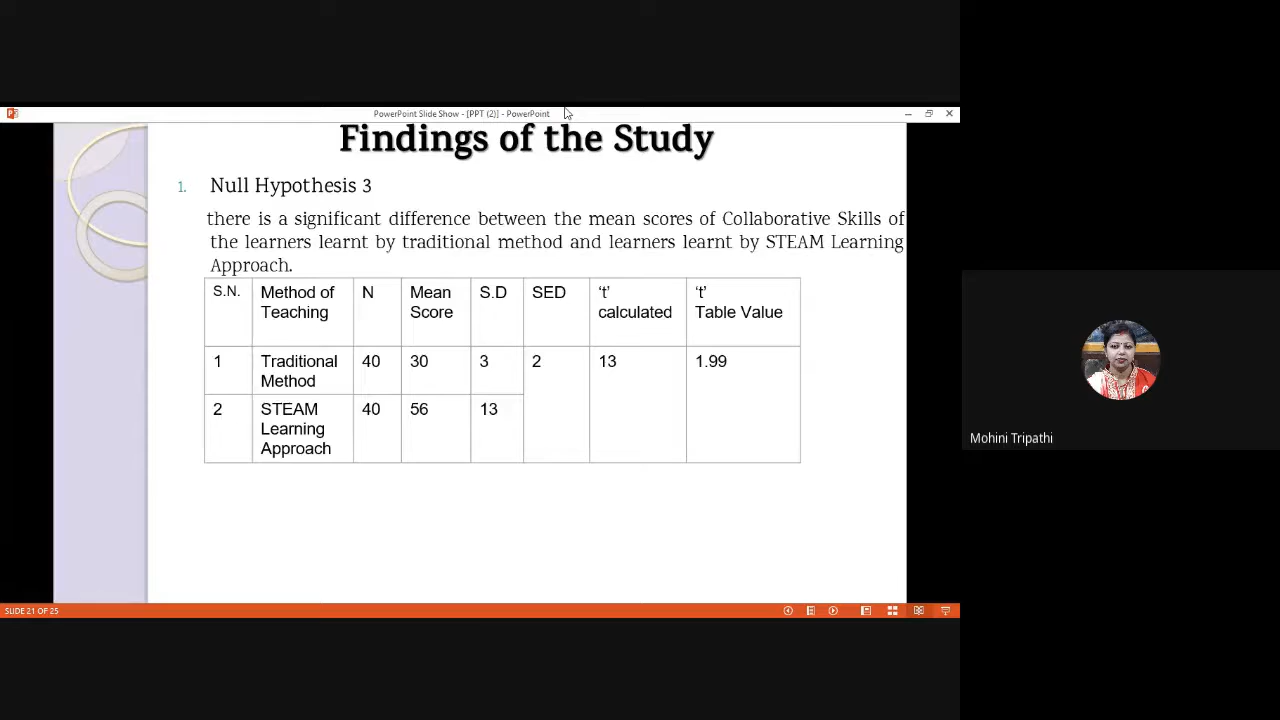 PowerPoint Slide Show - [PPT (2)] - PowerPoint
Findings of the Study
1. Null Hypothesis 3
there is a significant difference between the mean scores of Collaborative Skills of
the learners learnt by traditional method and learners learnt by STEAM Learning
Approach.
S.N. Method of Teaching N Mean Score S.D SED ‘t’ calculated ‘t’ Table Value
1 Traditional Method 40 30 3 2 13 1.99
2 STEAM Learning Approach 40 56 13
Mohini Tripathi
SLIDE 21 OF 25